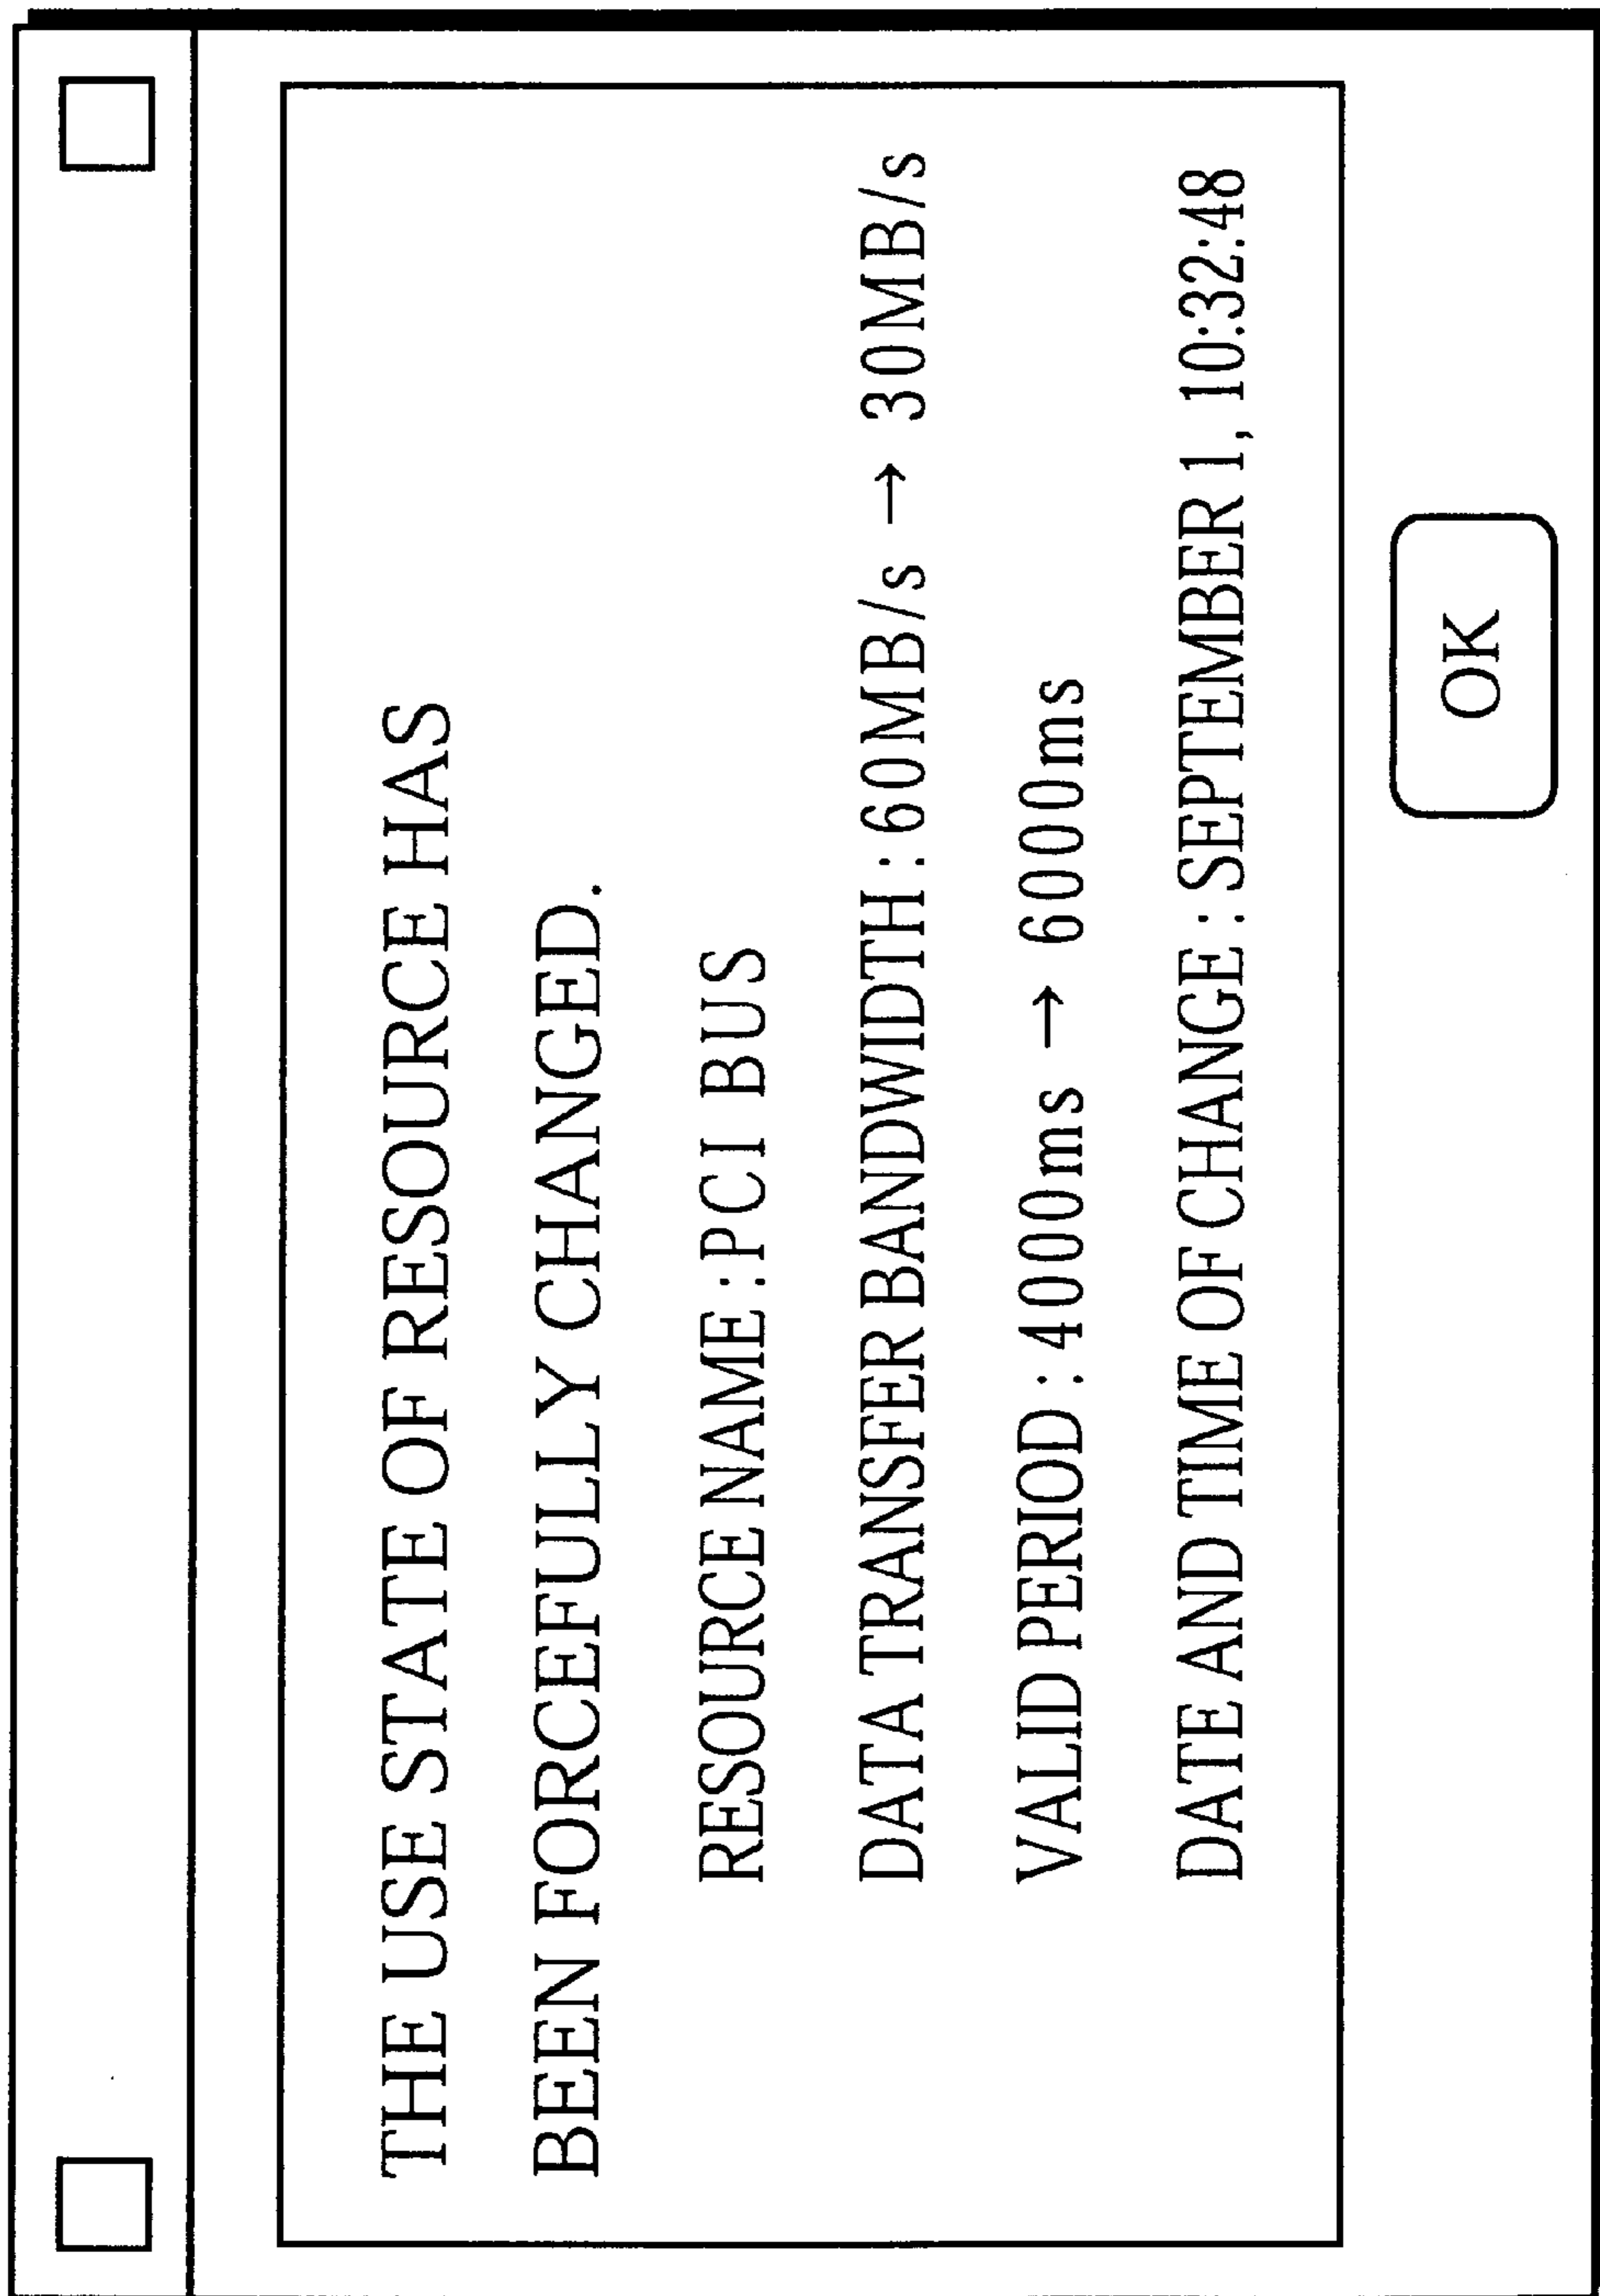 THE USE STATE OF RESOURCE HAS
BEEN FORCEFULLY CHANGED.
RESOURCE NAME:PCI BUS
DATA TRANSFER BANDWIDTH:60MB/s → 30MB/s
VALID PERIOD:4000ms → 6000ms
DATE AND TIME OF CHANGE:SEPTEMBER 1, 10:32:48
OK